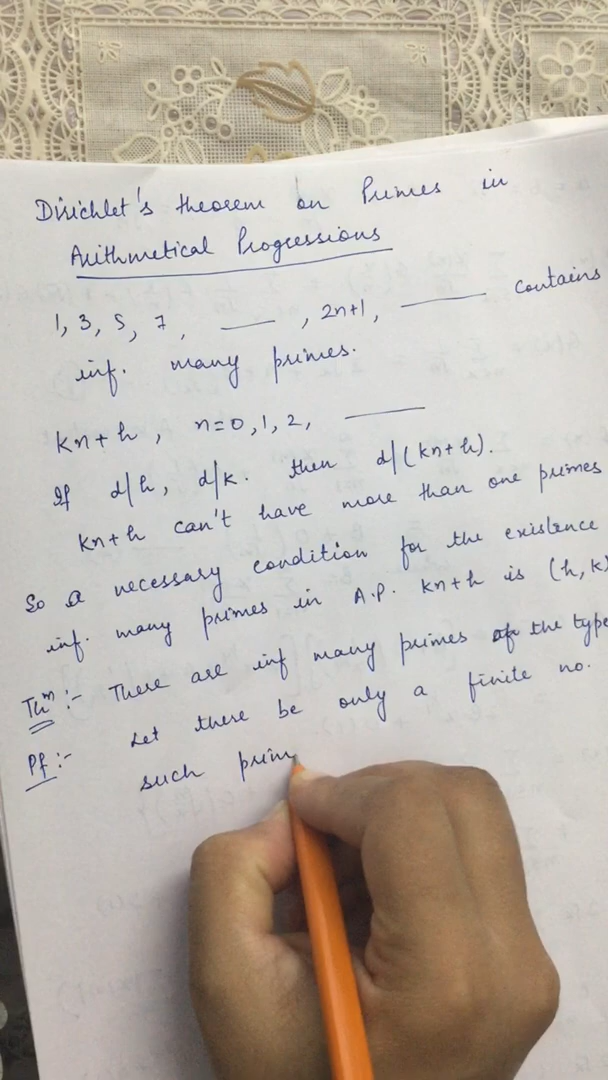 Dirichlet's theorem on Primes in
Arithmetical Progressions
1, 3, 5, 7, ___ , 2n+1, ___ contains
inf. many primes.
kn+h, n=0,1,2, ___
If d/h, d/k. then d/(kn+h).
kn+h can't have more than one primes
So a necessary condition for the existence
inf. many primes in A.P. kn+h is (h,k)
Thᵐ:- There are inf many primes of the type
Pf:- Let there be only a finite no.
such prim